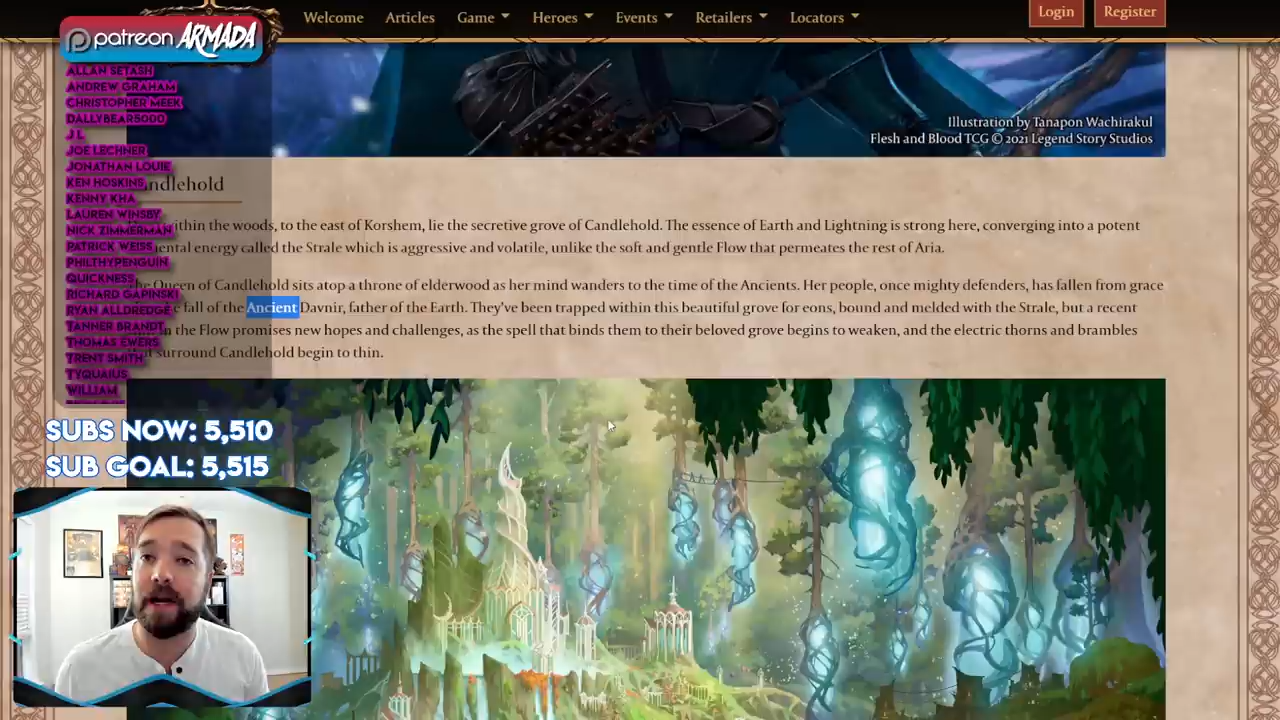 Welcome Articles Game Heroes Events Retailers Locators Login Register
patreon ARMADA
ALLAN SETASH
ANDREW GRAHAM
CHRISTOPHER MEEK
DALLYBEAR5000
J L
JOE LECHNER
JONATHAN LOUIE
KEN HOSKINS
KENNY KHA
LAUREN WINSBY
NICK ZIMMERMAN
PATRICK WEISS
PHILTHYPENGUIN
QUICKNESS
RICHARD GAPINSKI
RYAN ALLDREDGE
TANNER BRANDT
THOMAS EWERS
TRENT SMITH
TYQUAIUS
WILLIAM
SUBS NOW: 5,510
SUB GOAL: 5,515
Illustration by Tanapon Wachirakul
Flesh and Blood TCG © 2021 Legend Story Studios
andlehold
within the woods, to the east of Korshem, lie the secretive grove of Candlehold. The essence of Earth and Lightning is strong here, converging into a potent
mental energy called the Strale which is aggressive and volatile, unlike the soft and gentle Flow that permeates the rest of Aria.
The Queen of Candlehold sits atop a throne of elderwood as her mind wanders to the time of the Ancients. Her people, once mighty defenders, has fallen from grace
fall of the Ancient Davnir, father of the Earth. They've been trapped within this beautiful grove for eons, bound and melded with the Strale, but a recent
in the Flow promises new hopes and challenges, as the spell that binds them to their beloved grove begins to weaken, and the electric thorns and brambles
surround Candlehold begin to thin.